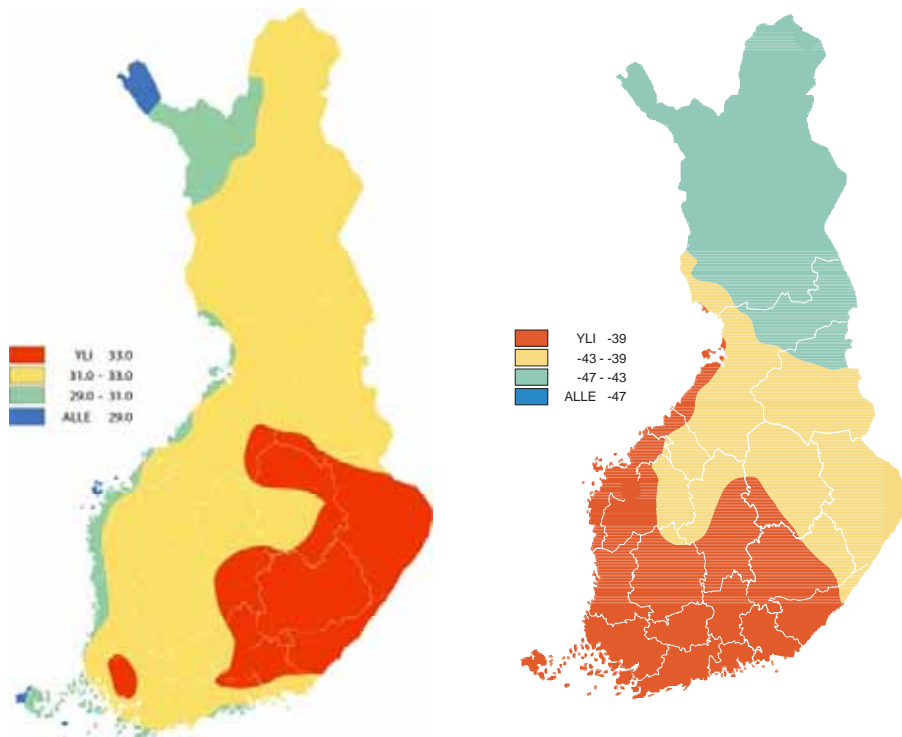 YLI 33.0
31.0 - 33.0
29.0 - 31.0
ALLE 29.0
YLI -39
-43 - -39
-47 - -43
ALLE -47